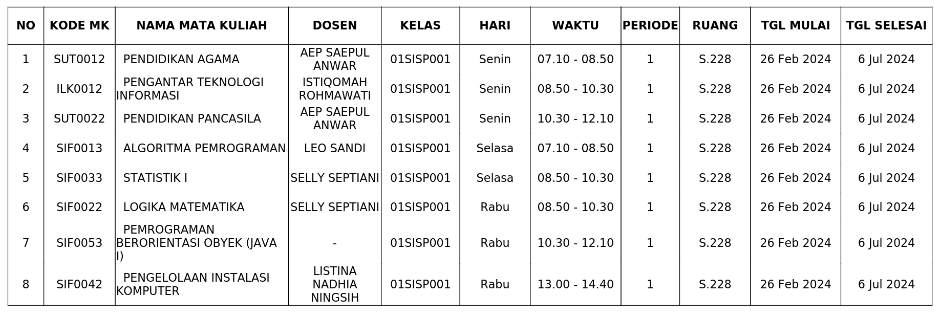 NO KODE MK NAMA MATA KULIAH DOSEN KELAS HARI WAKTU PERIODE RUANG TGL MULAI TGL SELESAI
1 SUT0012 PENDIDIKAN AGAMA AEP SAEPUL ANWAR 01SISP001 Senin 07.10 - 08.50 1 S.228 26 Feb 2024 6 Jul 2024
2 ILK0012 PENGANTAR TEKNOLOGI INFORMASI ISTIQOMAH ROHMAWATI 01SISP001 Senin 08.50 - 10.30 1 S.228 26 Feb 2024 6 Jul 2024
3 SUT0022 PENDIDIKAN PANCASILA AEP SAEPUL ANWAR 01SISP001 Senin 10.30 - 12.10 1 S.228 26 Feb 2024 6 Jul 2024
4 SIF0013 ALGORITMA PEMROGRAMAN LEO SANDI 01SISP001 Selasa 07.10 - 08.50 1 S.228 26 Feb 2024 6 Jul 2024
5 SIF0033 STATISTIK I SELLY SEPTIANI 01SISP001 Selasa 08.50 - 10.30 1 S.228 26 Feb 2024 6 Jul 2024
6 SIF0022 LOGIKA MATEMATIKA SELLY SEPTIANI 01SISP001 Rabu 08.50 - 10.30 1 S.228 26 Feb 2024 6 Jul 2024
7 SIF0053 PEMROGRAMAN BERORIENTASI OBYEK (JAVA I) - 01SISP001 Rabu 10.30 - 12.10 1 S.228 26 Feb 2024 6 Jul 2024
8 SIF0042 PENGELOLAAN INSTALASI KOMPUTER LISTINA NADHIA NINGSIH 01SISP001 Rabu 13.00 - 14.40 1 S.228 26 Feb 2024 6 Jul 2024